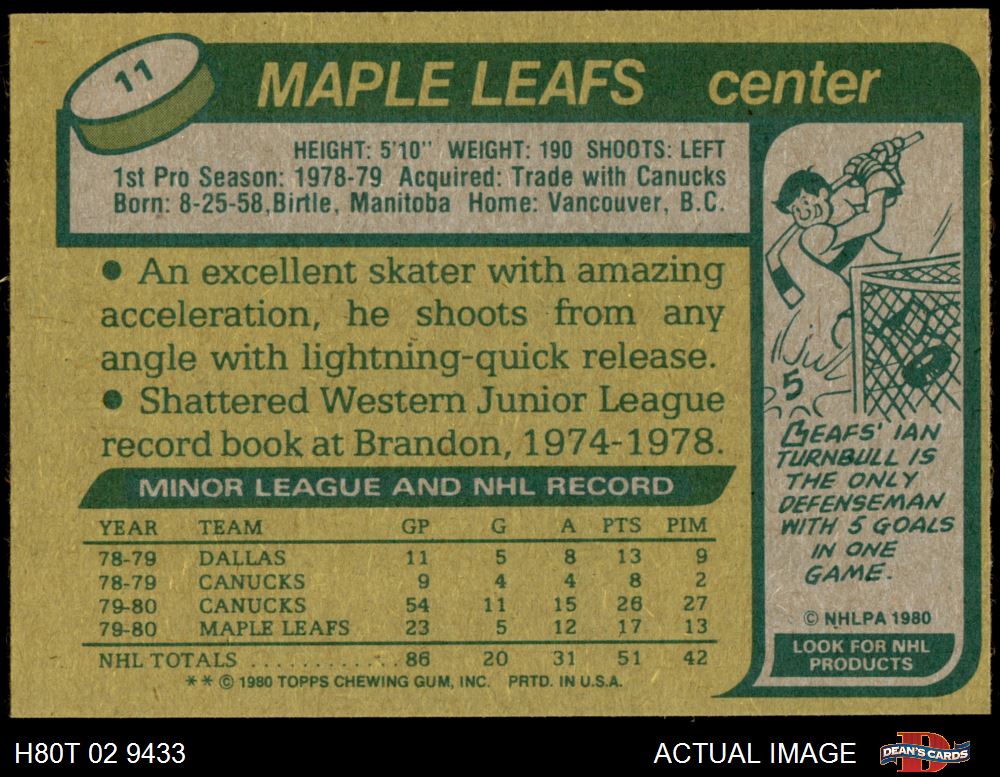 11
MAPLE LEAFS center
HEIGHT: 5'10" WEIGHT: 190 SHOOTS: LEFT
1st Pro Season: 1978-79 Acquired: Trade with Canucks
Born: 8-25-58, Birtle, Manitoba Home: Vancouver, B.C.
• An excellent skater with amazing
acceleration, he shoots from any
angle with lightning-quick release.
• Shattered Western Junior League
record book at Brandon, 1974-1978.
MINOR LEAGUE AND NHL RECORD
YEAR TEAM GP G A PTS PIM
78-79 DALLAS 11 5 8 13 9
78-79 CANUCKS 9 4 4 8 2
79-80 CANUCKS 54 11 15 26 27
79-80 MAPLE LEAFS 23 5 12 17 13
NHL TOTALS ............ 86 20 31 51 42
** © 1980 TOPPS CHEWING GUM, INC. PRTD. IN U.S.A.
5
LEAFS' IAN
TURNBULL IS
THE ONLY
DEFENSEMAN
WITH 5 GOALS
IN ONE
GAME.
© NHLPA 1980
LOOK FOR NHL
PRODUCTS
H80T 02 9433
ACTUAL IMAGE
D
DEAN'S CARDS